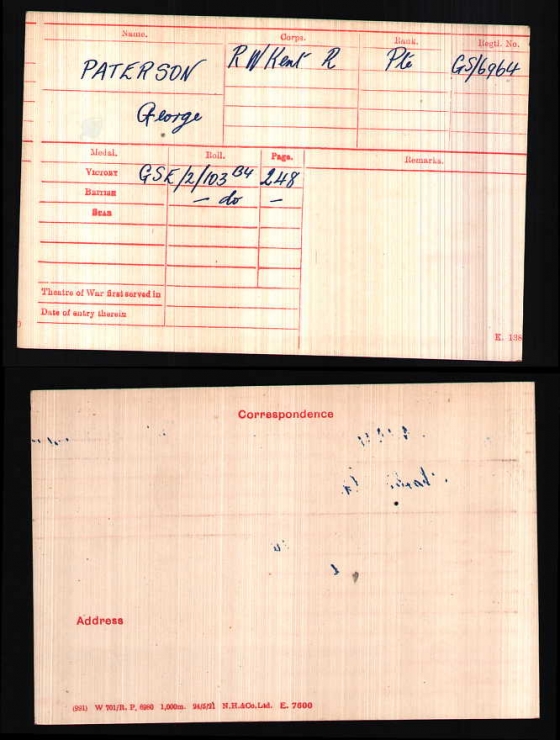 Name. Corps. Rank. Regtl. No.
PATERSON R W Kent R Pte GS/6964
George
Medal. Roll. Page. Remarks.
VICTORY GSE/2/103 B4 248
BRITISH — do —
STAR
Theatre of War first served in
Date of entry therein
E. 138
Correspondence
Address
(991) W 701/R. P. 6980 1,000m. 24/5/21 N.H.&Co.Ltd. E. 7600